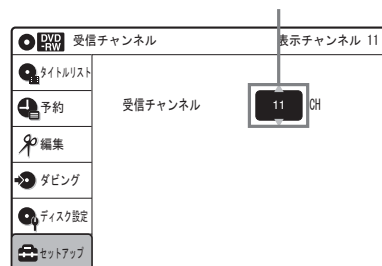 DVD-RW 受信チャンネル 表示チャンネル 11
タイトルリスト
予約
受信チャンネル 11 CH
編集
ダビング
ディスク設定
セットアップ